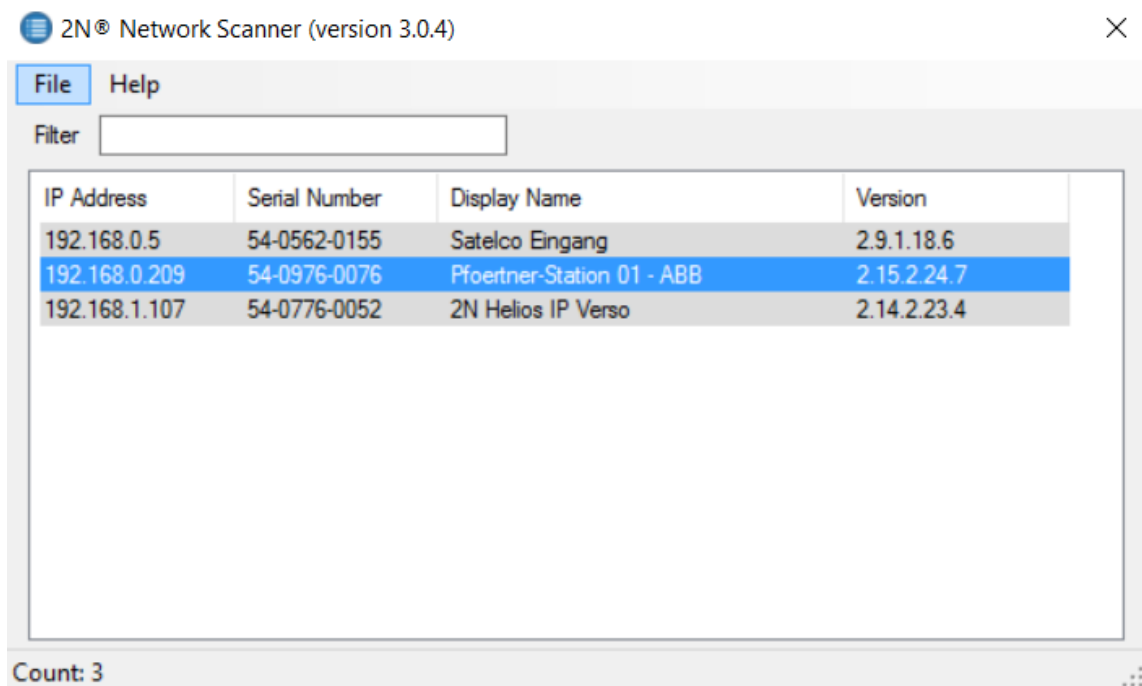 2N® Network Scanner (version 3.0.4)
File Help
Filter
IP Address Serial Number Display Name Version
192.168.0.5 54-0562-0155 Satelco Eingang 2.9.1.18.6
192.168.0.209 54-0976-0076 Pfoertner-Station 01 - ABB 2.15.2.24.7
192.168.1.107 54-0776-0052 2N Helios IP Verso 2.14.2.23.4
Count: 3